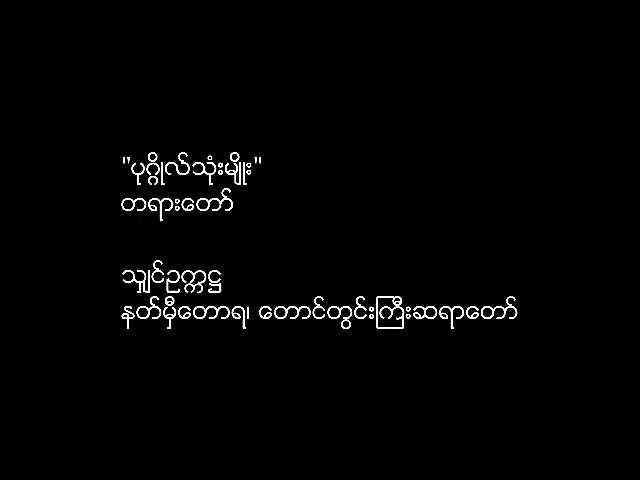 "ပုဂ္ဂိုလ်သုံးမျိုး"
တရားတော်
သျှင်ဥက္ကဋ္ဌ
နတ်မှီတောရ၊ တောင်တွင်းကြီးဆရာတော်